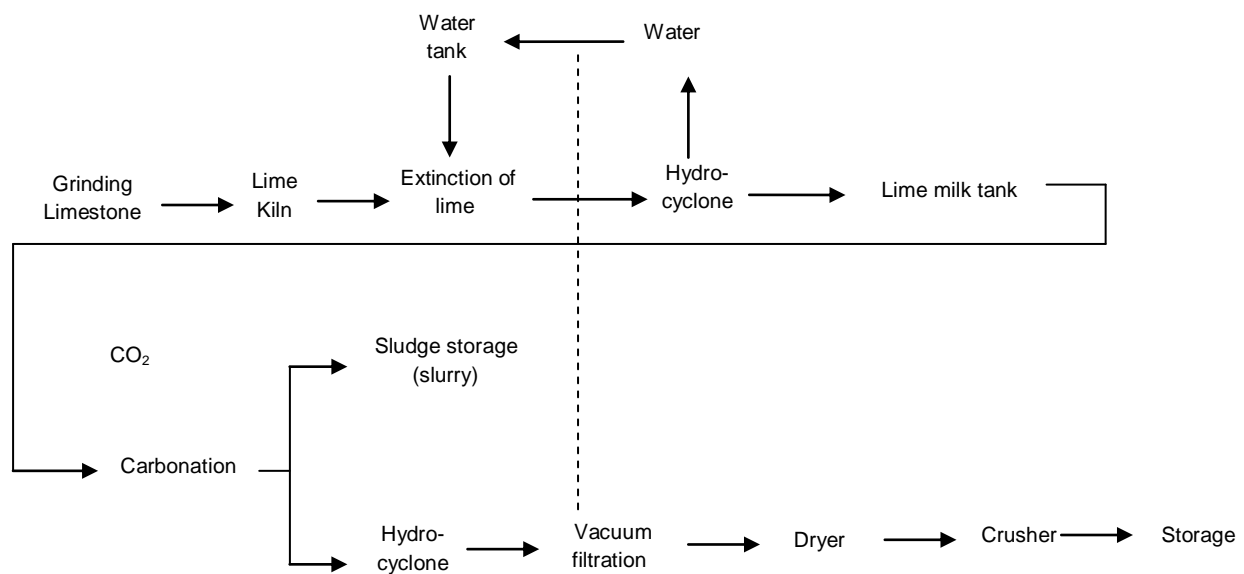 Water
tank
Water
Grinding
Limestone
Lime
Kiln
Extinction of
lime
Hydro-
cyclone
Lime milk tank
CO₂
Sludge storage
(slurry)
Carbonation
Hydro-
cyclone
Vacuum
filtration
Dryer
Crusher
Storage